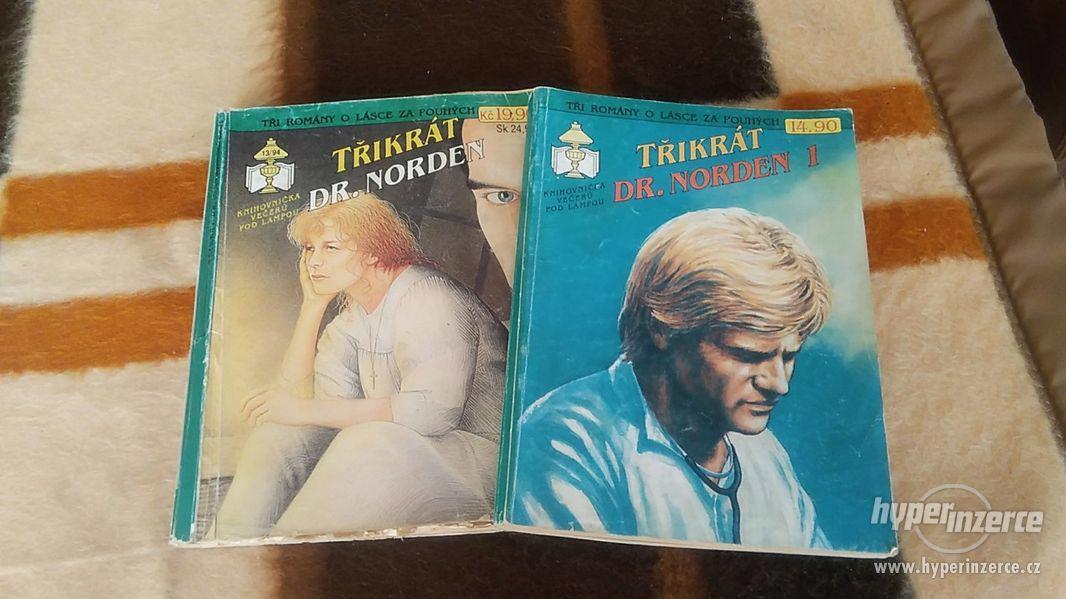 TŘI ROMÁNY O LÁSCE ZA POUHÝCH
Kč 19,90
Sk 24,
13/94
TŘIKRÁT
DR. NORDEN
KNIHOVNIČKA
VEČERŮ
POD LAMPOU
TŘI ROMÁNY O LÁSCE ZA POUHÝCH
14.90
TŘIKRÁT
DR. NORDEN 1
KNIHOVNIČKA
VEČERŮ
POD LAMPOU
hyperinzerce
www.hyperinzerce.cz